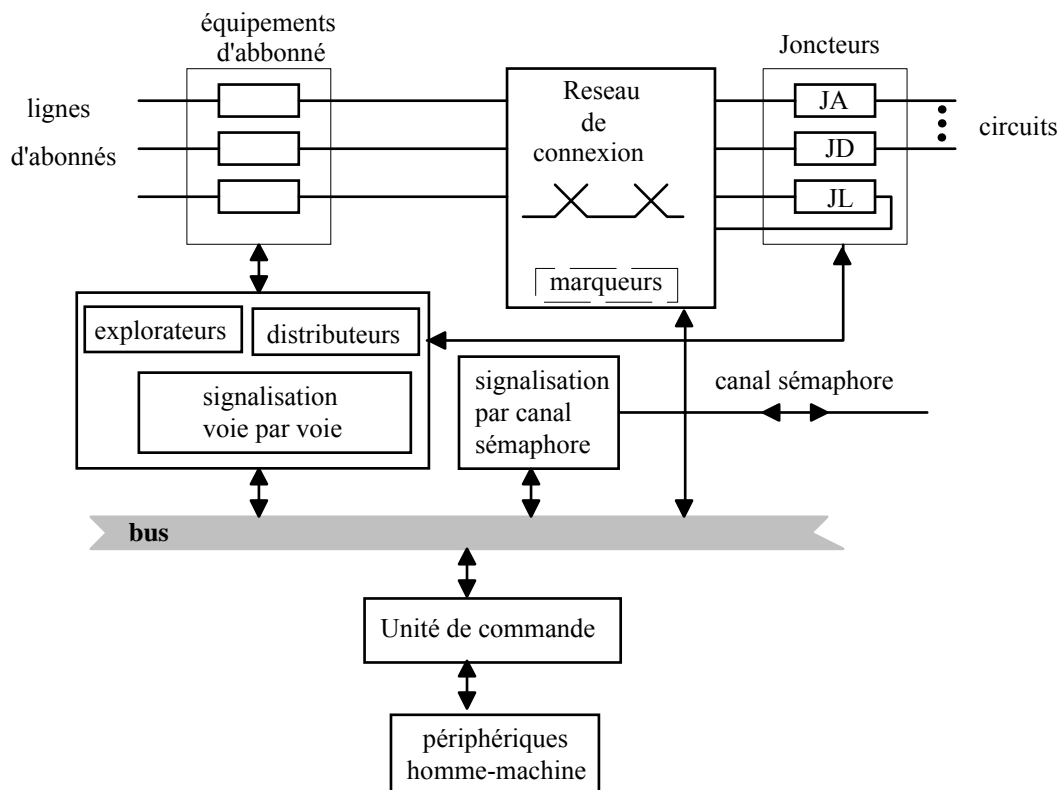 équipements
d'abbonné
Joncteurs
lignes
d'abonnés
Reseau
de
connexion
JA
JD
JL
circuits
marqueurs
explorateurs
distributeurs
signalisation
voie par voie
signalisation
par canal
sémaphore
canal sémaphore
bus
Unité de commande
périphériques
homme-machine